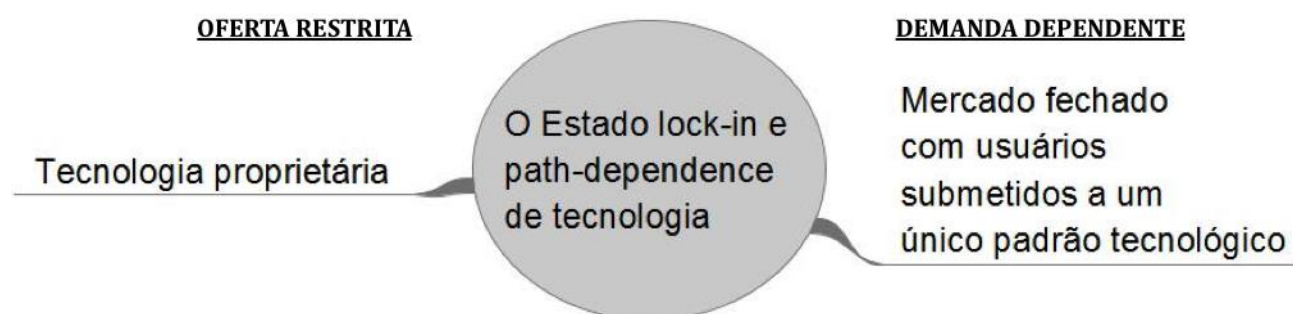 OFERTA RESTRITA
DEMANDA DEPENDENTE
Tecnologia proprietária
O Estado lock-in e
path-dependence
de tecnologia
Mercado fechado
com usuários
submetidos a um
único padrão tecnológico